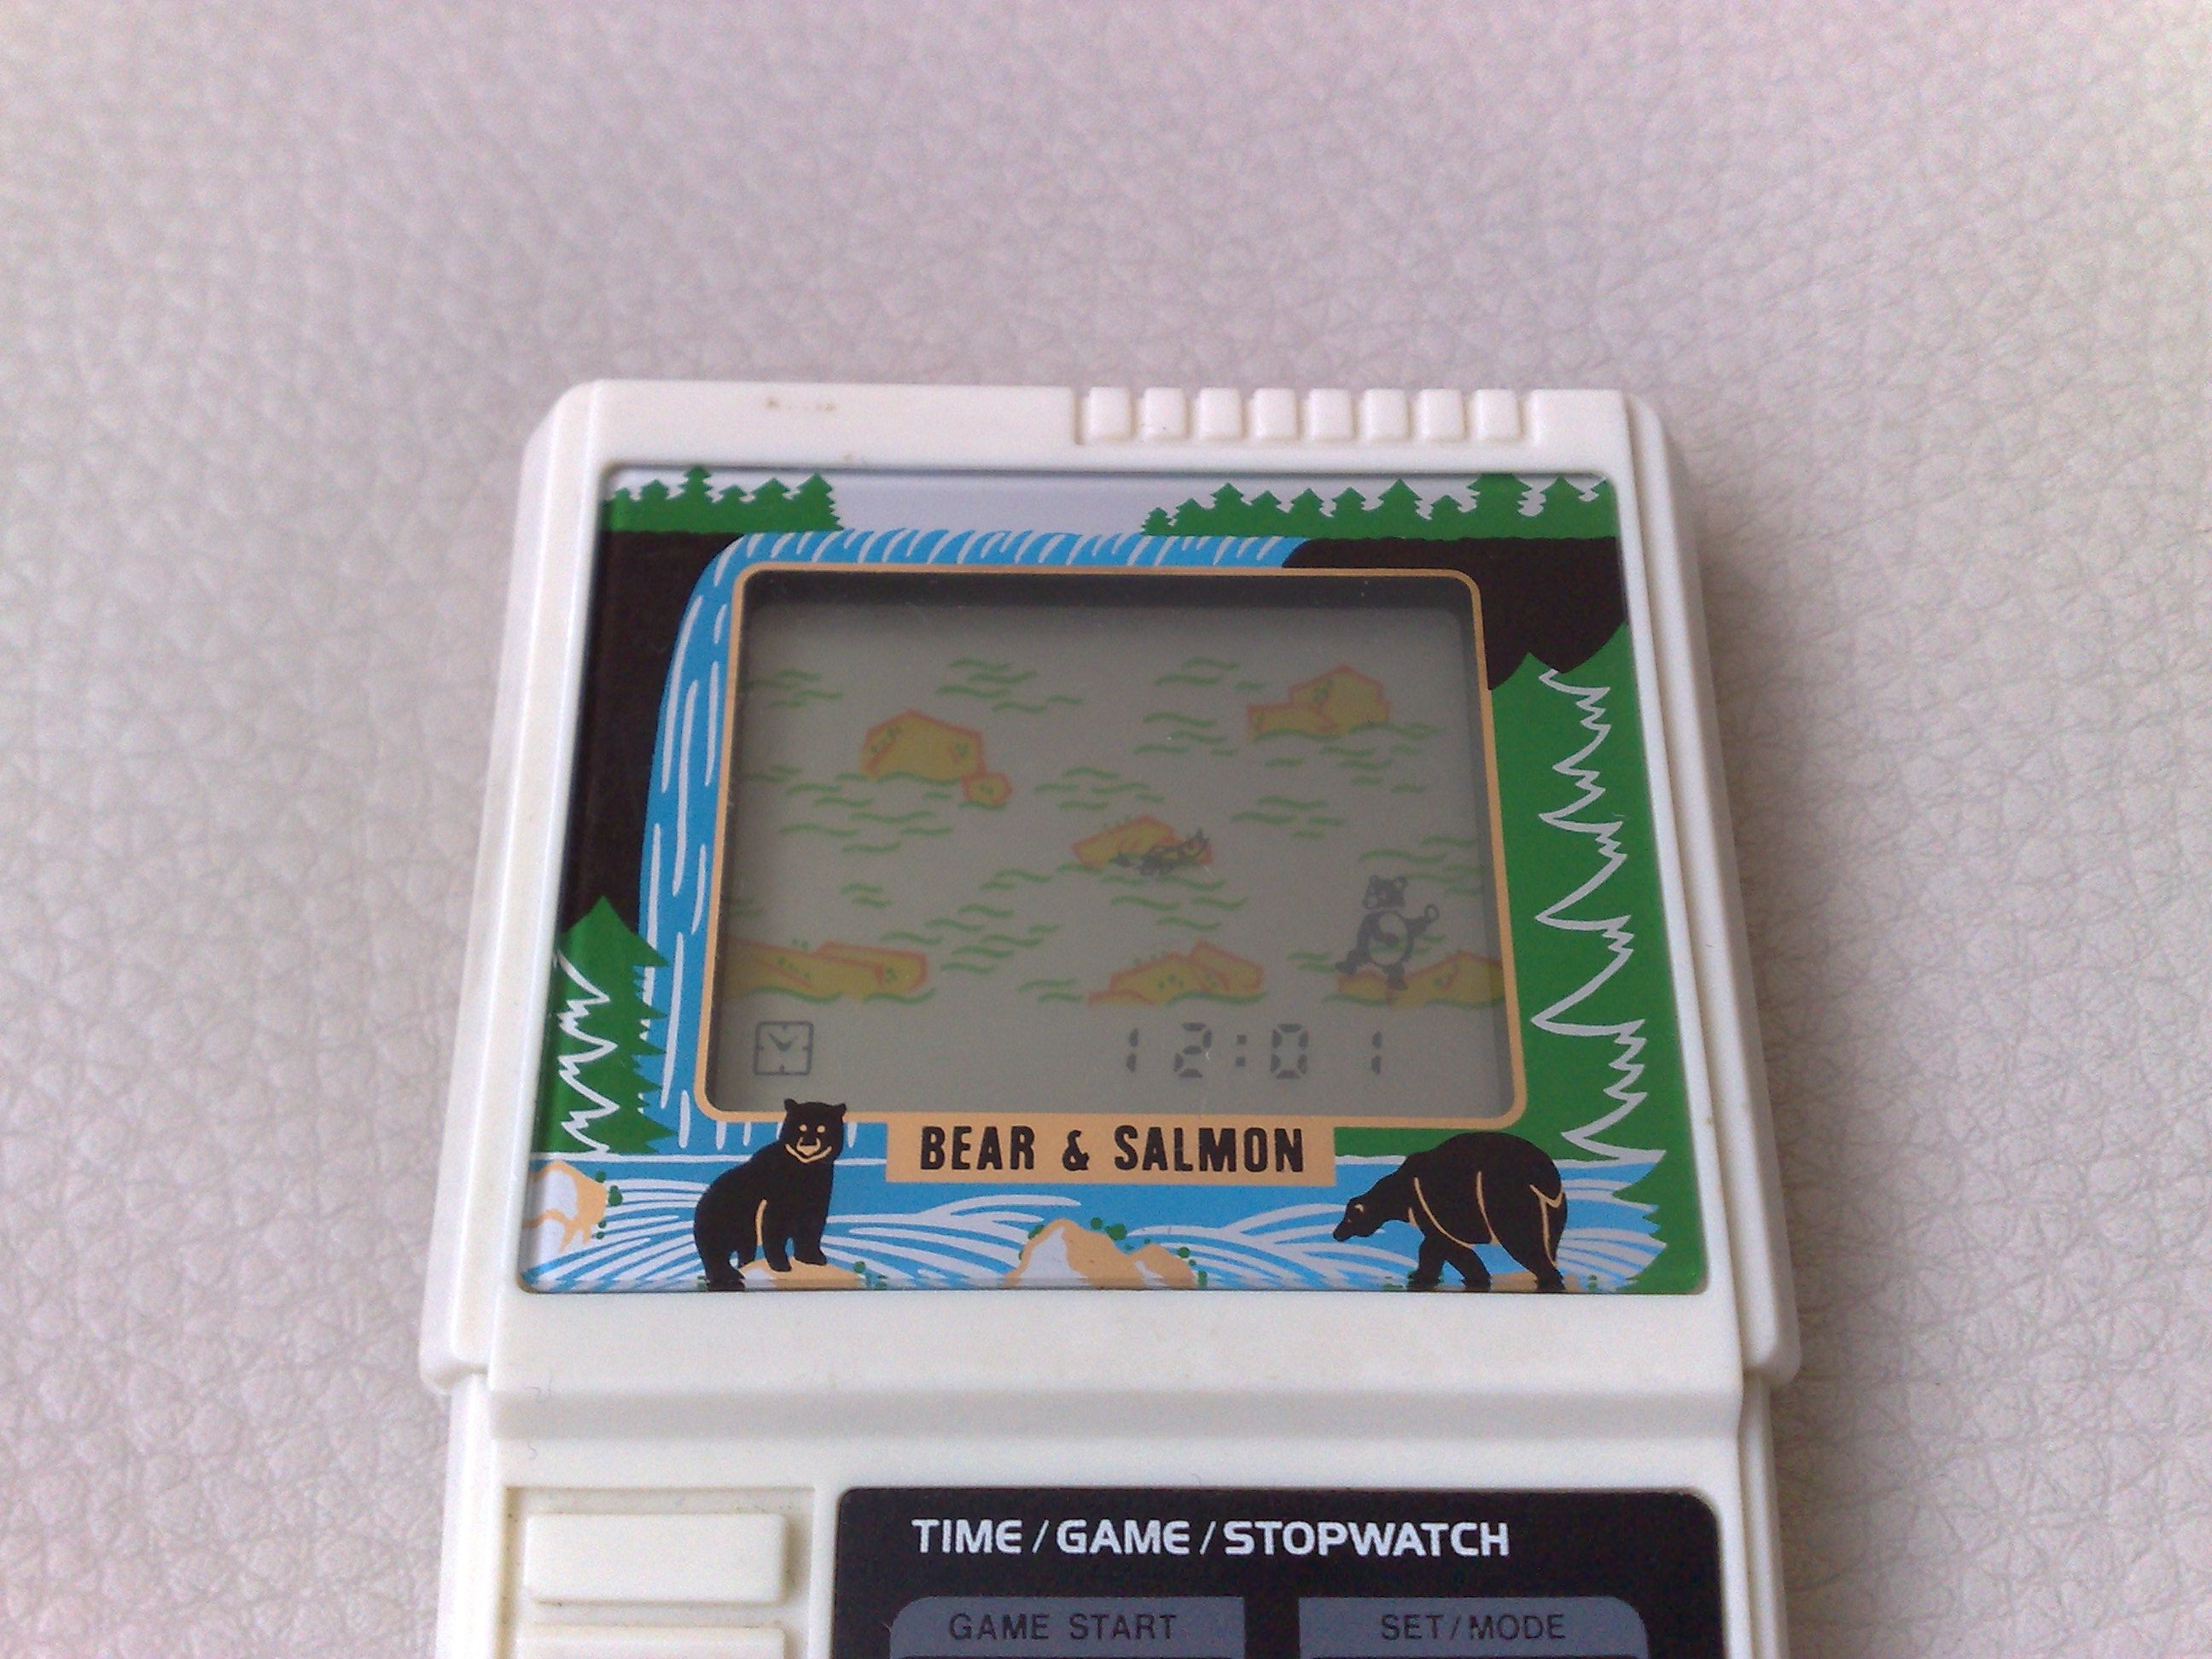 12:01
BEAR & SALMON
TIME/GAME/STOPWATCH
GAME START
SET/MODE